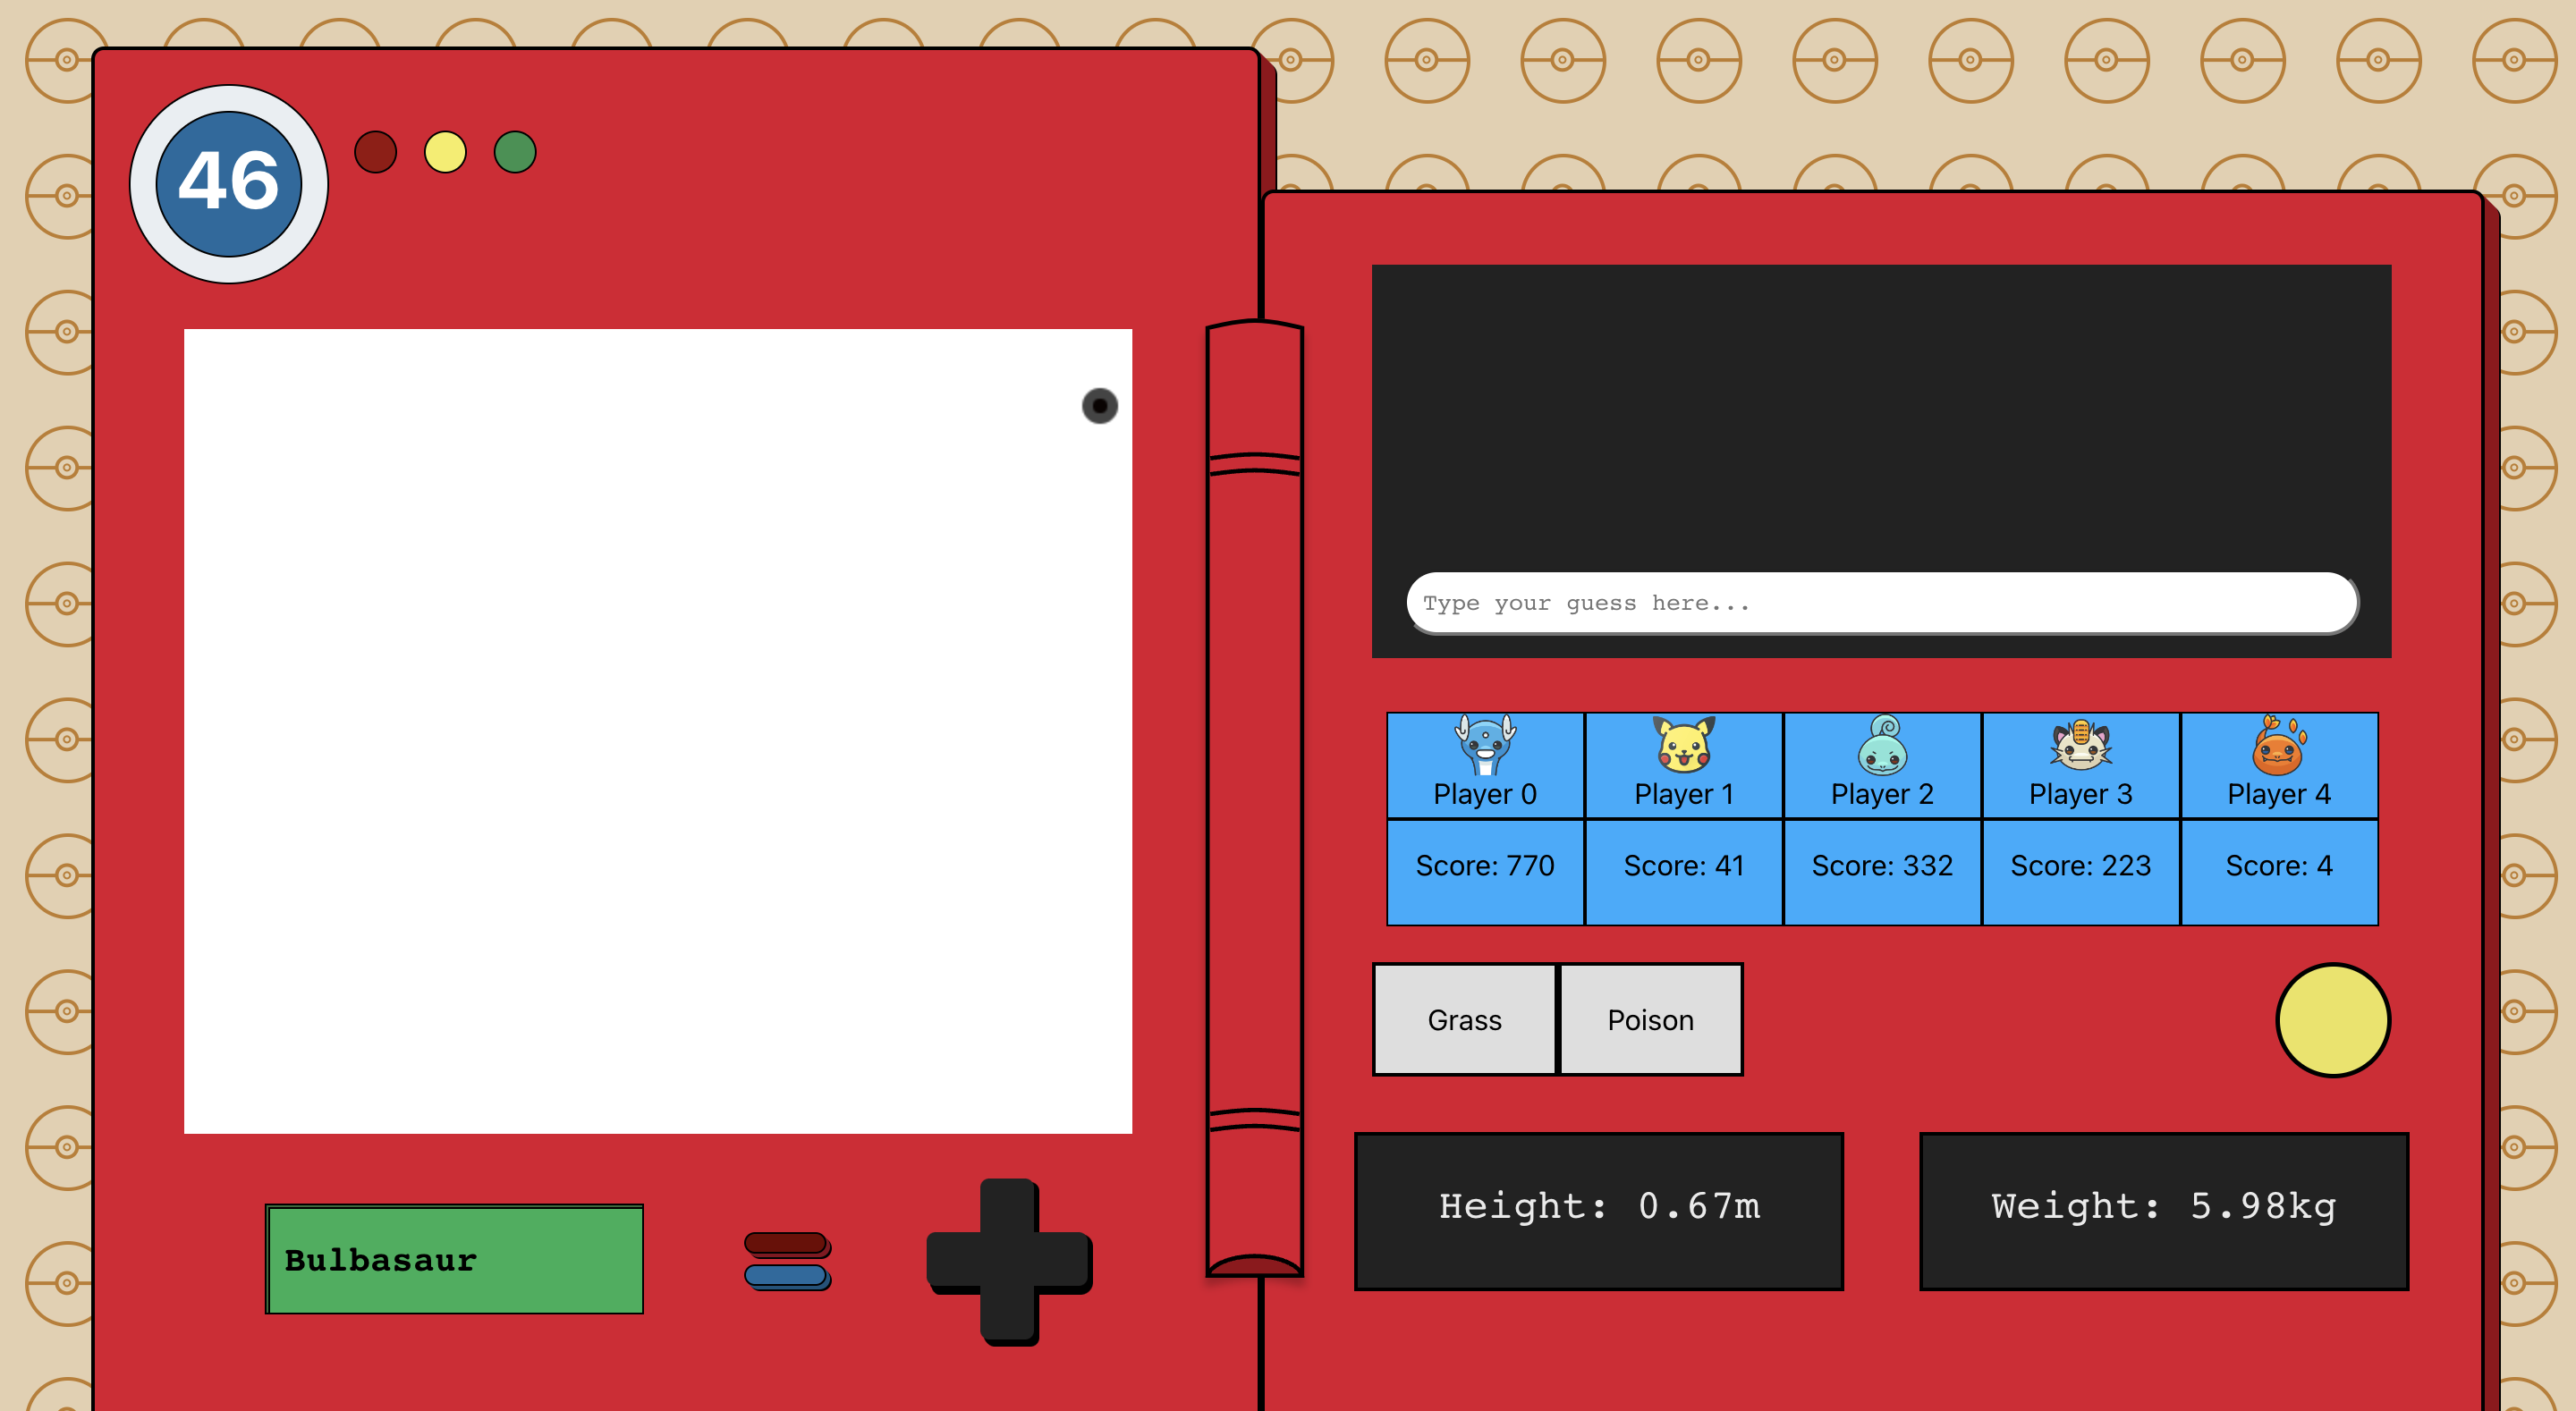 46
Type your guess here...
Player 0
Player 1
Player 2
Player 3
Player 4
Score: 770
Score: 41
Score: 332
Score: 223
Score: 4
Grass
Poison
Height: 0.67m
Weight: 5.98kg
Bulbasaur